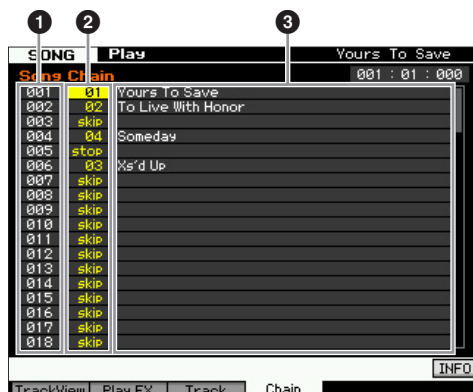 1 2 3
SONG Play Yours To Save
Song Chain 001 : 01 : 000
001 01 Yours To Save
002 02 To Live With Honor
003 skip
004 04 Someday
005 stop
006 03 Xs'd Up
007 skip
008 skip
009 skip
010 skip
011 skip
012 skip
013 skip
014 skip
015 skip
016 skip
017 skip
018 skip
INFO
TrackView Play FX Track Chain